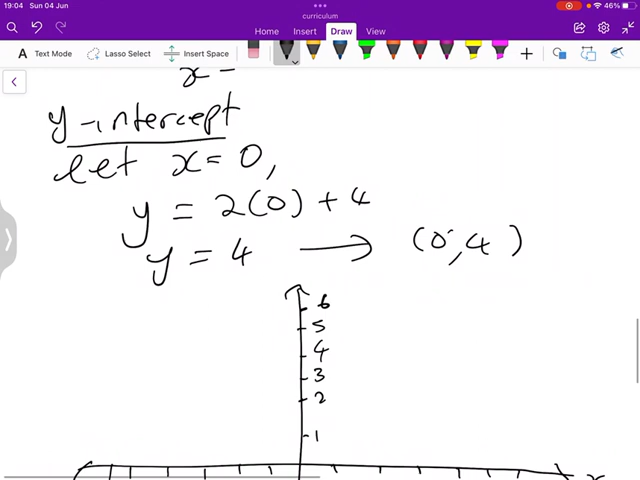 19:04 Sun 04 Jun
46%
curriculum
Home Insert Draw View
Text Mode Lasso Select Insert Space
x =
y-intercept
let x = 0,
y = 2(0) + 4
y = 4 → (0, 4)
6
5
4
3
2
1
x